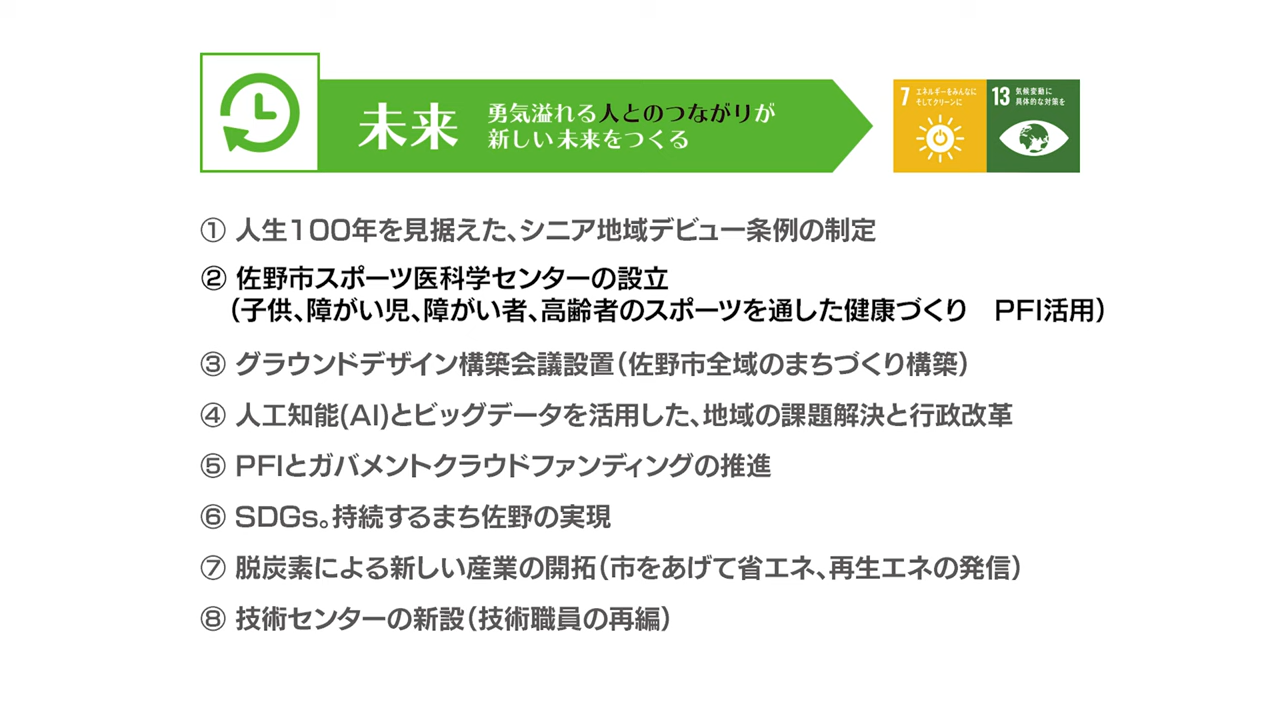 未来
勇気溢れる人とのつながりが
新しい未来をつくる
7 エネルギーをみんなに
そしてクリーンに
13 気候変動に
具体的な対策を
① 人生100年を見据えた、シニア地域デビュー条例の制定
② 佐野市スポーツ医科学センターの設立
（子供、障がい児、障がい者、高齢者のスポーツを通した健康づくり　PFI活用）
③ グラウンドデザイン構築会議設置（佐野市全域のまちづくり構築）
④ 人工知能(AI)とビッグデータを活用した、地域の課題解決と行政改革
⑤ PFIとガバメントクラウドファンディングの推進
⑥ SDGs。持続するまち佐野の実現
⑦ 脱炭素による新しい産業の開拓（市をあげて省エネ、再生エネの発信）
⑧ 技術センターの新設（技術職員の再編）